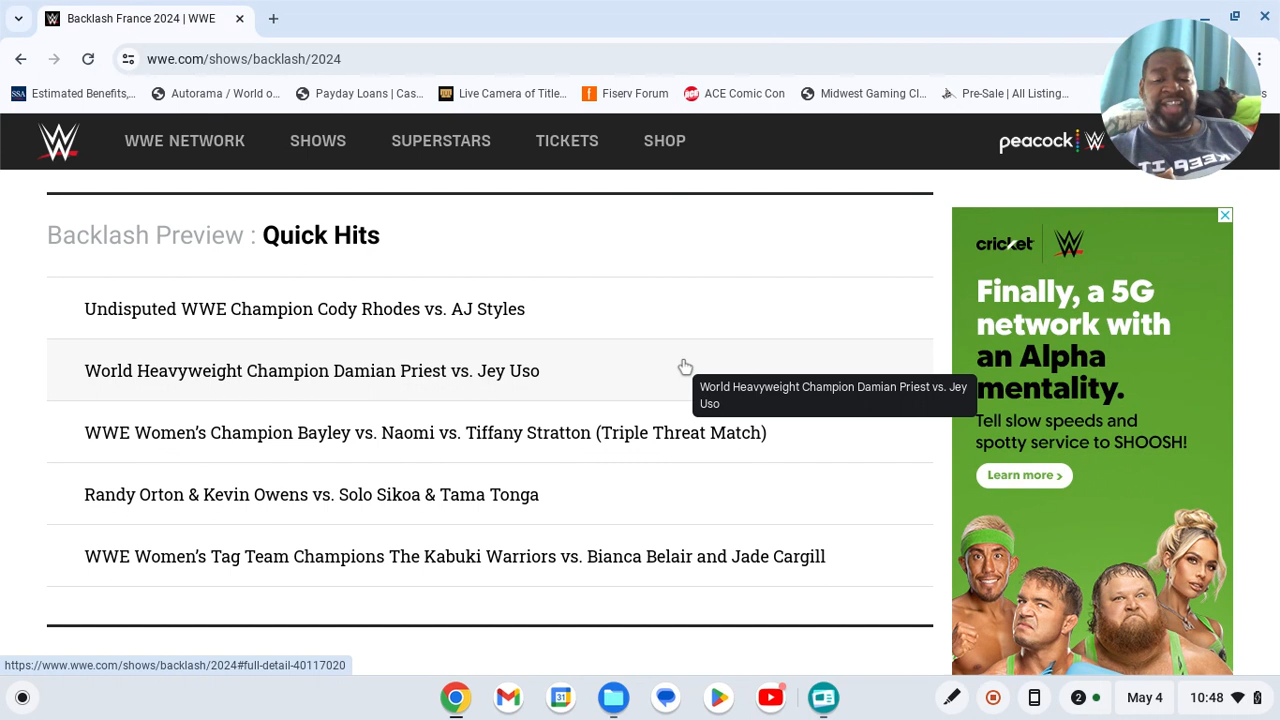 Backlash France 2024 | WWE
wwe.com/shows/backlash/2024
SSA Estimated Benefits,... Autorama / World o... Payday Loans | Cas... Live Camera of Title... Fiserv Forum ACE Comic Con Midwest Gaming Cl... Pre-Sale | All Listing...
WWE NETWORK SHOWS SUPERSTARS TICKETS SHOP peacock
Backlash Preview : Quick Hits
Undisputed WWE Champion Cody Rhodes vs. AJ Styles
World Heavyweight Champion Damian Priest vs. Jey Uso
World Heavyweight Champion Damian Priest vs. Jey
Uso
WWE Women's Champion Bayley vs. Naomi vs. Tiffany Stratton (Triple Threat Match)
Randy Orton & Kevin Owens vs. Solo Sikoa & Tama Tonga
WWE Women's Tag Team Champions The Kabuki Warriors vs. Bianca Belair and Jade Cargill
cricket
Finally, a 5G
network with
an Alpha
mentality.
Tell slow speeds and
spotty service to SHOOSH!
Learn more >
KEEP IT
https://www.wwe.com/shows/backlash/2024#full-detail-40117020
31
2 May 4 10:48